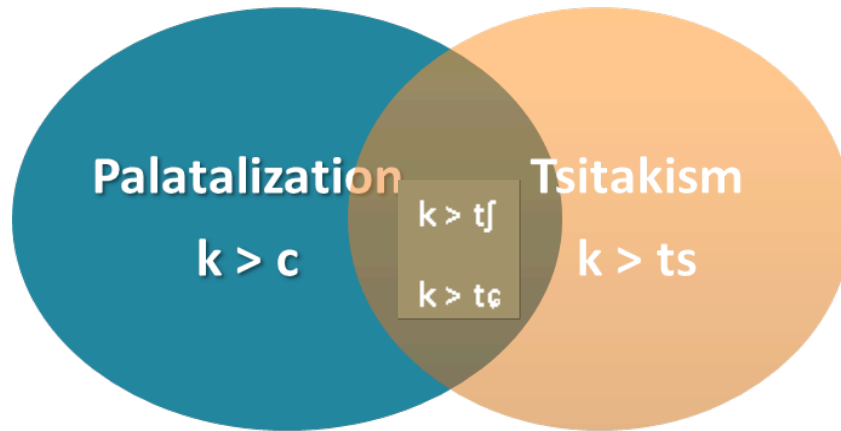 Palatalization
k > c
k > tʃ
k > tɕ
Tsitakism
k > ts